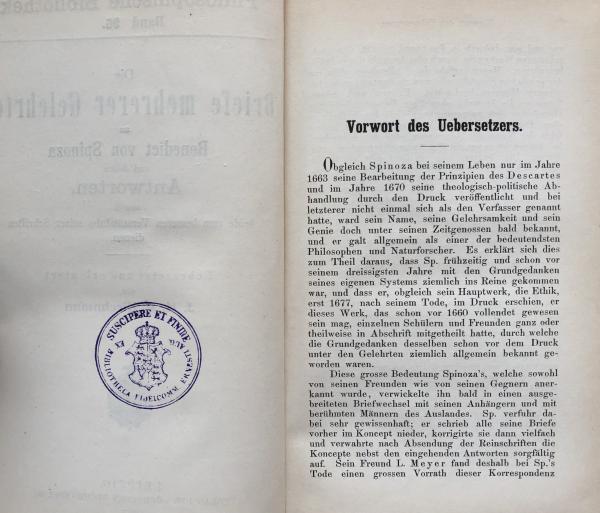 SUSCIPERE ET FINIRE
EX BIBLIOTHECA FIDEICOMM. ERNESTI AUG.
Vorwort des Uebersetzers.
Obgleich Spinoza bei seinem Leben nur im Jahre
1663 seine Bearbeitung der Prinzipien des Descartes
und im Jahre 1670 seine theologisch-politische Ab-
handlung durch den Druck veröffentlicht und bei
letzterer nicht einmal sich als den Verfasser genannt
hatte, ward sein Name, seine Gelehrsamkeit und sein
Genie doch unter seinen Zeitgenossen bald bekannt,
und er galt allgemein als einer der bedeutendsten
Philosophen und Naturforscher. Es erklärt sich dies
zum Theil daraus, dass Sp. frühzeitig und schon vor
seinem dreissigsten Jahre mit den Grundgedanken
seines eigenen Systems ziemlich ins Reine gekommen
war, und dass er, obgleich sein Hauptwerk, die Ethik,
erst 1677, nach seinem Tode, im Druck erschien, er
dieses Werk, das schon vor 1660 vollendet gewesen
sein mag, einzelnen Schülern und Freunden ganz oder
theilweise in Abschrift mitgetheilt hatte, durch welche
die Grundgedanken desselben schon vor dem Druck
unter den Gelehrten ziemlich allgemein bekannt ge-
worden waren.
Diese grosse Bedeutung Spinoza's, welche sowohl
von seinen Freunden wie von seinen Gegnern aner-
kannt wurde, verwickelte ihn bald in einen ausge-
breiteten Briefwechsel mit seinen Anhängern und mit
berühmten Männern des Auslandes. Sp. verfuhr da-
bei sehr gewissenhaft; er schrieb alle seine Briefe
vorher im Koncept nieder, korrigirte sie dann vielfach
und verwahrte nach Absendung der Reinschriften die
Koncepte nebst den eingehenden Antworten sorgfältig
auf. Sein Freund L. Meyer fand deshalb bei Sp.'s
Tode einen grossen Vorrath dieser Korrespondenz